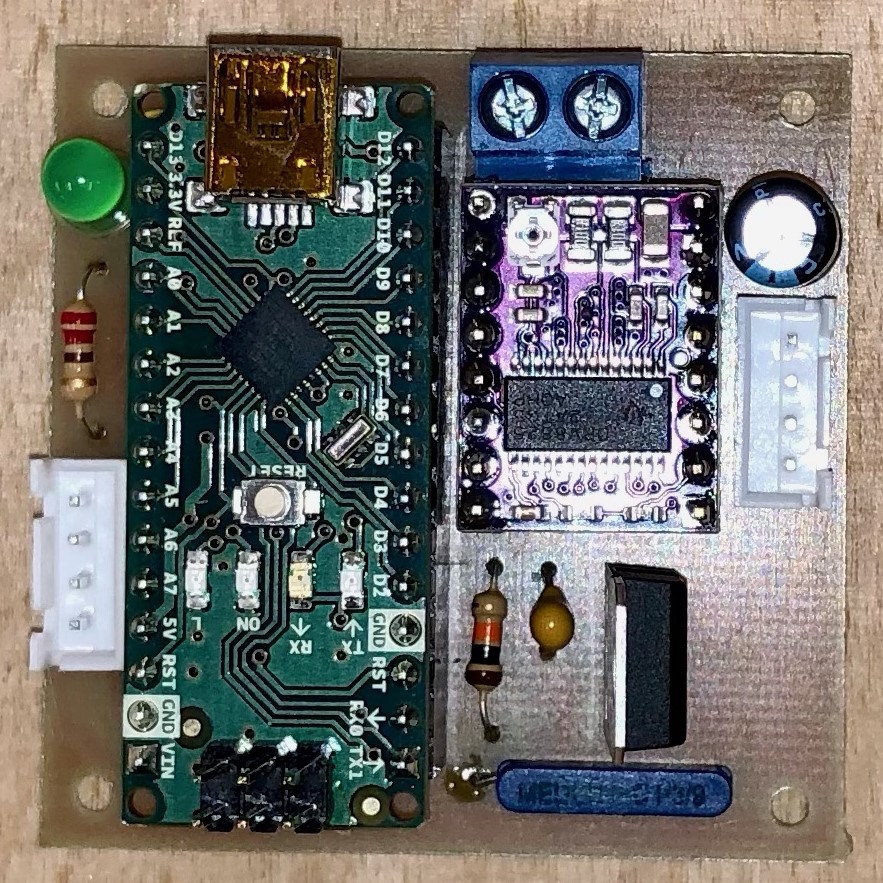 D13
3.3V
REF
A0
A1
A2
A3
A4
A5
A6
A7
5V
RST
GND
VIN
D12
D11
D10
D9
D8
D7
D6
D5
D4
D3
D2
GND
RST
RX0
TX1
RESET
L
ON
RX
TX